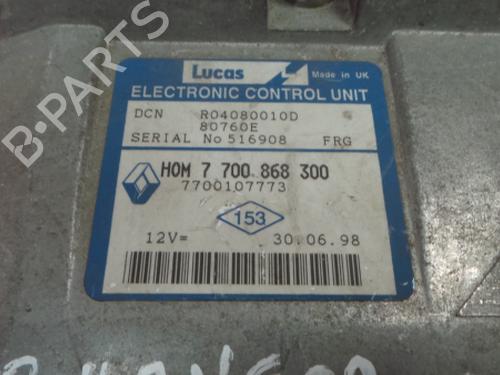 B-PARTS
Lucas
Made in UK
ELECTRONIC CONTROL UNIT
DCN R04080010D
80760E
SERIAL No 516908 FRG
HOM 7 700 868 300
7700107773
153
12V= 30.06.98